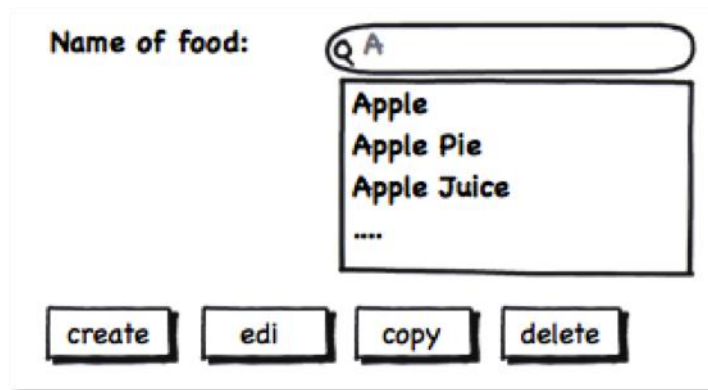 Name of food: A
Apple
Apple Pie
Apple Juice
....
create edi copy delete